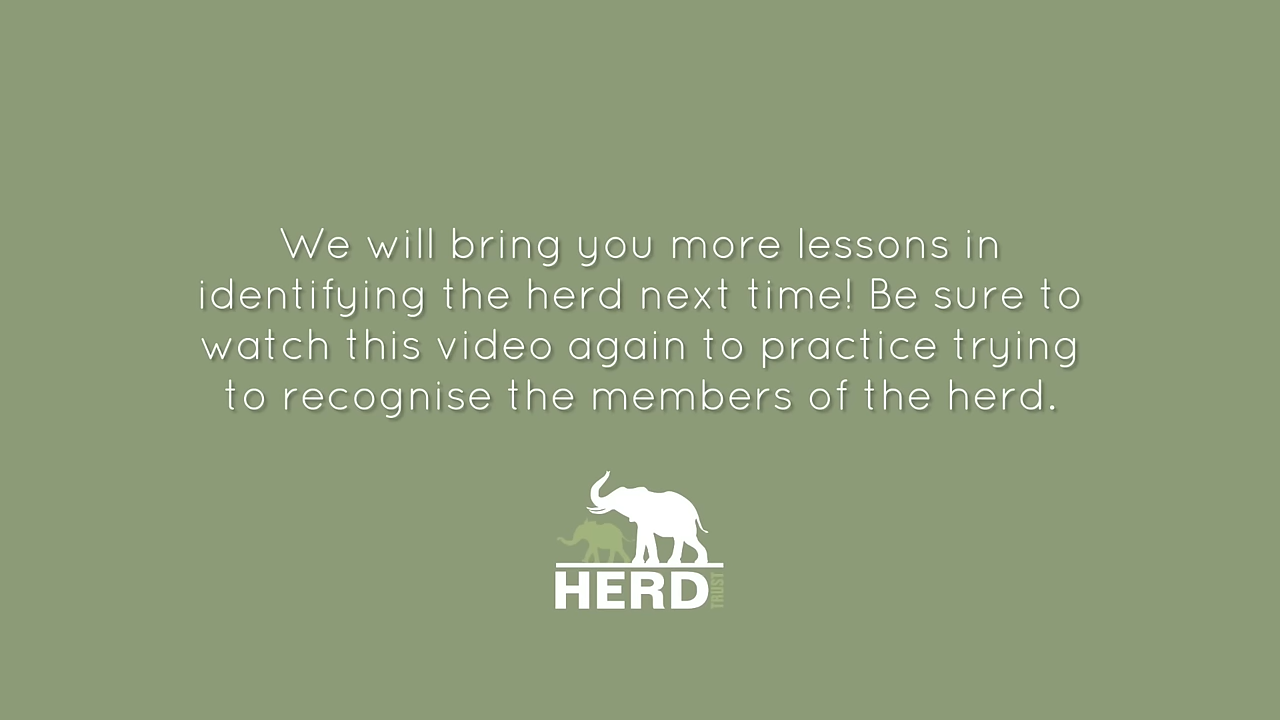 We will bring you more lessons in
identifying the herd next time! Be sure to
watch this video again to practice trying
to recognise the members of the herd.
HERD
TRUST